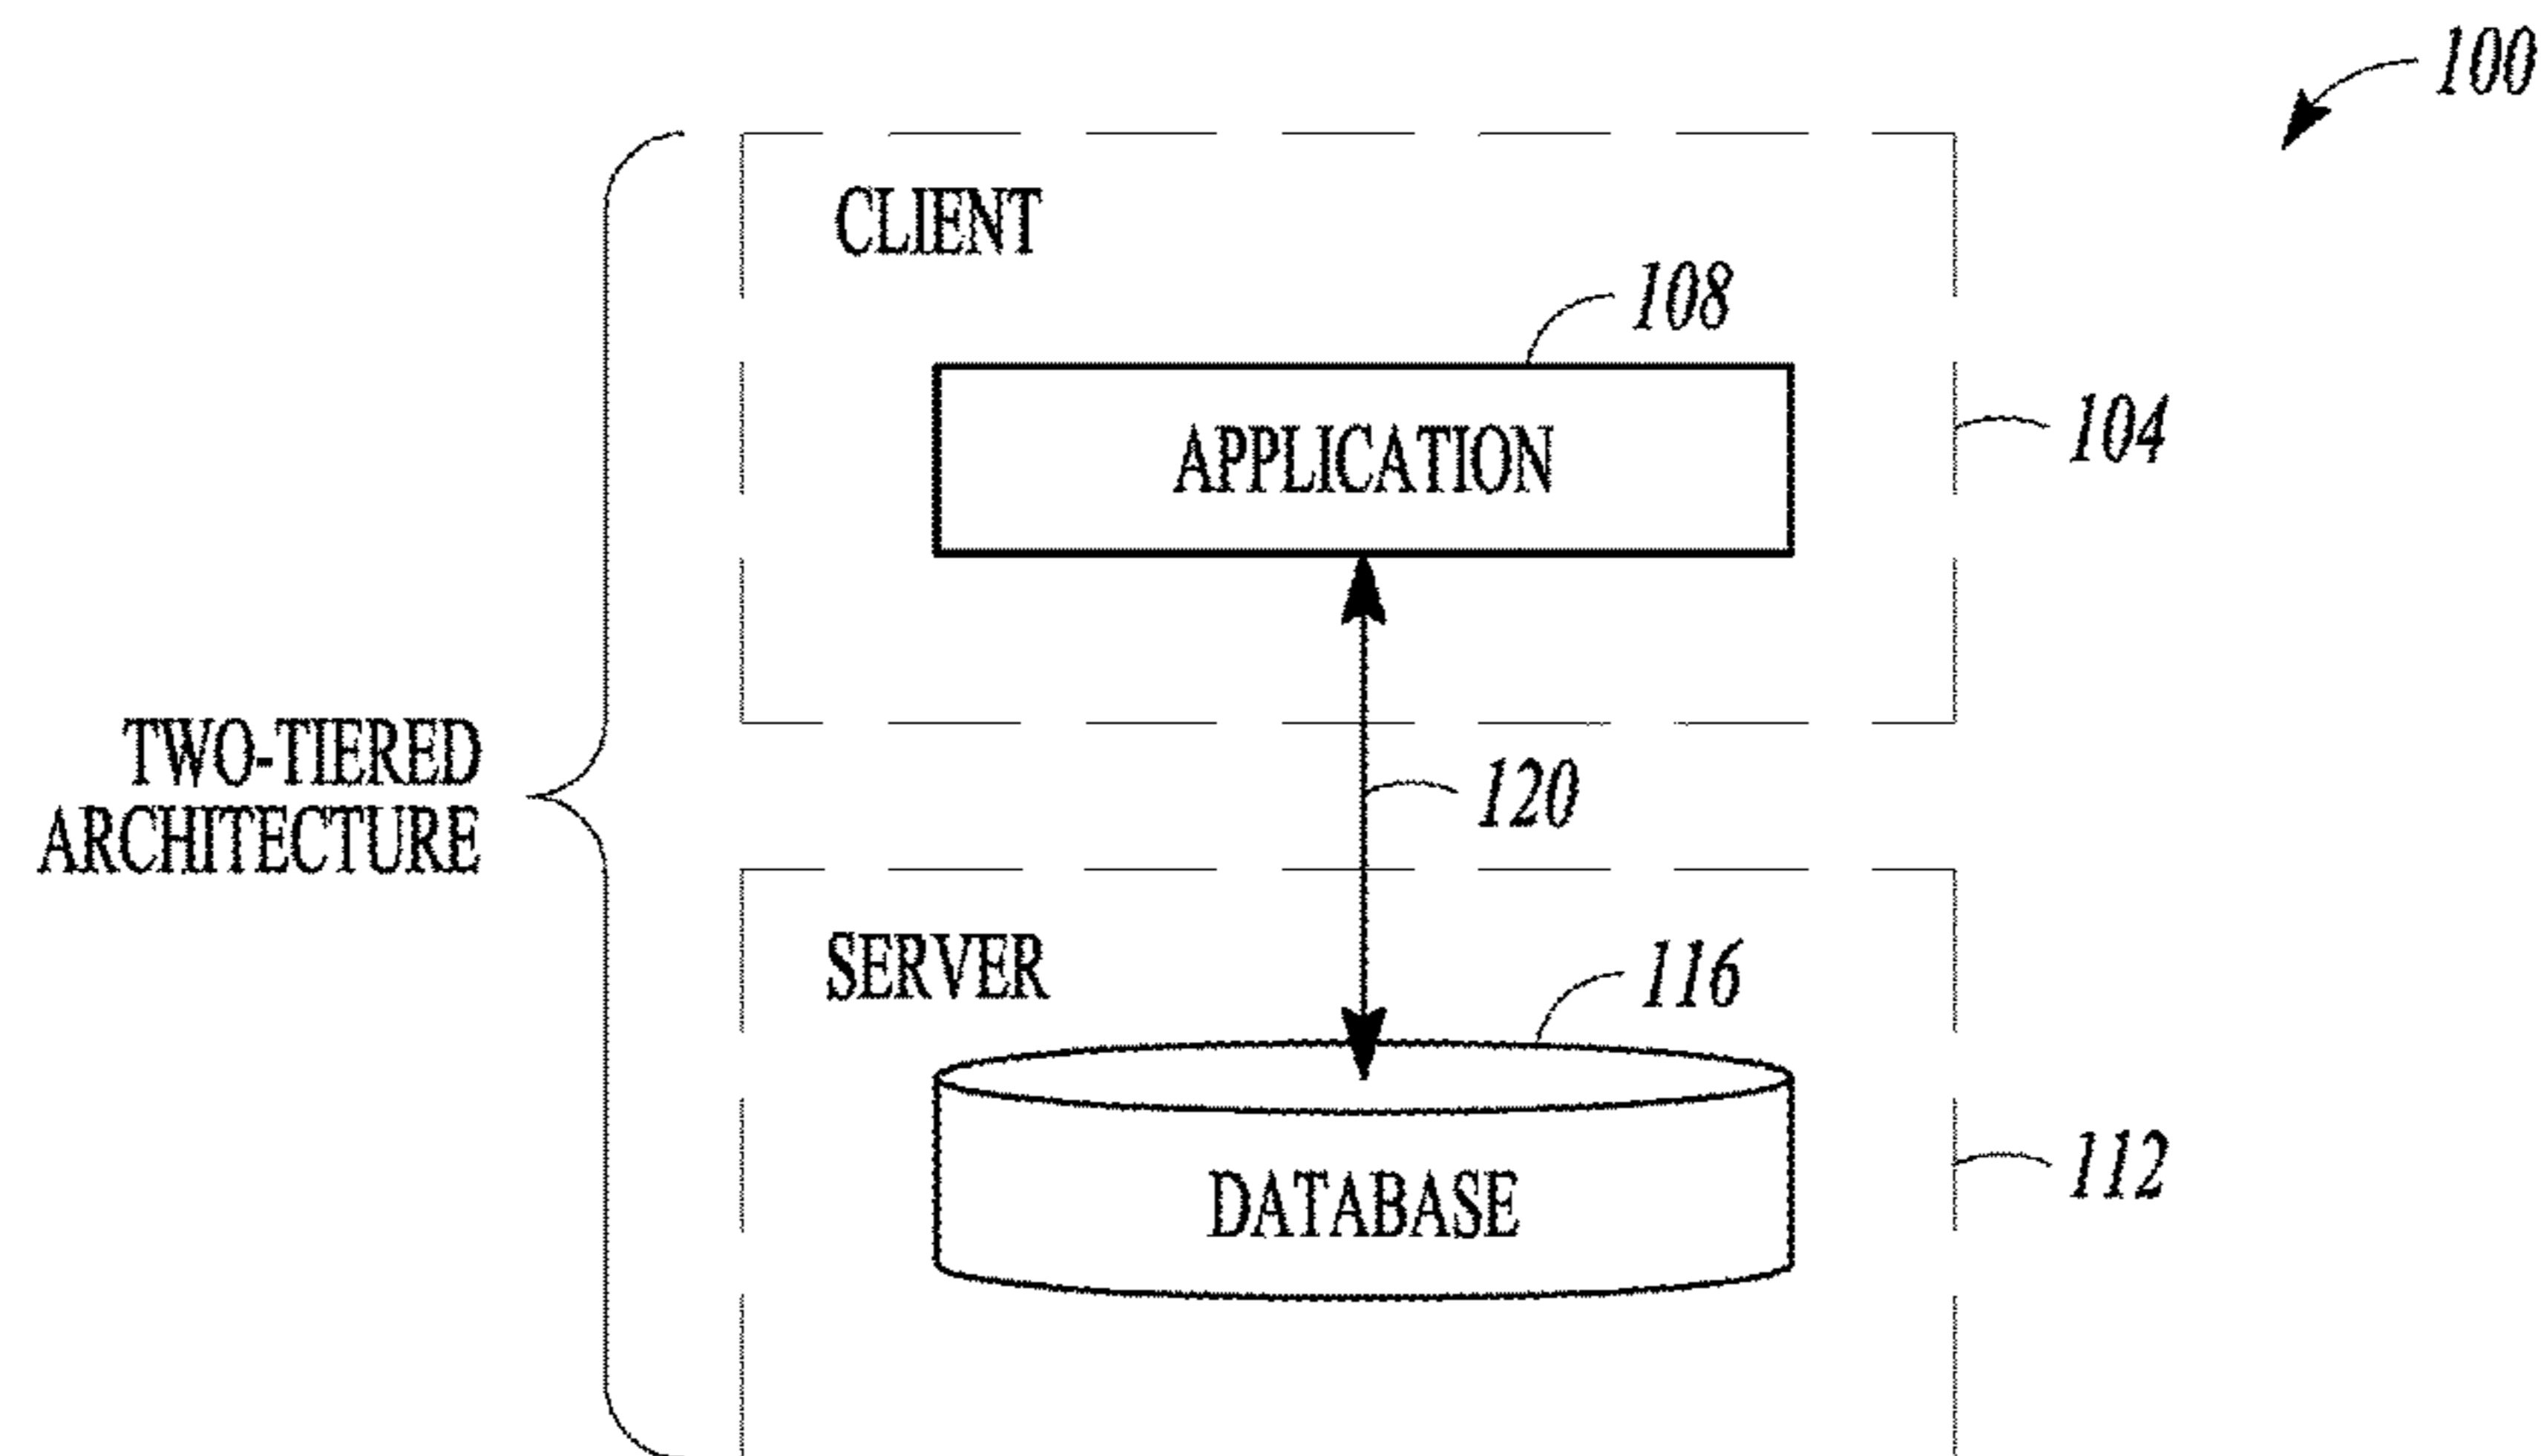 100
CLIENT
108
APPLICATION
104
TWO-TIERED
ARCHITECTURE
120
SERVER
116
DATABASE
112